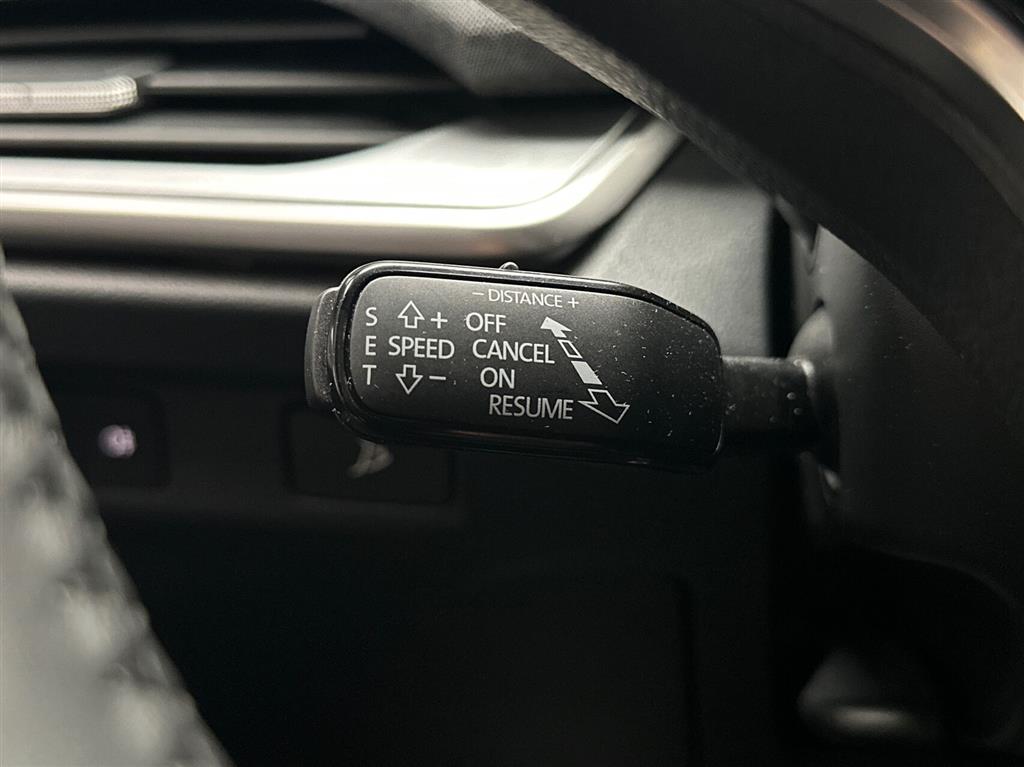 − DISTANCE +
S + OFF
E SPEED CANCEL
T − ON
RESUME